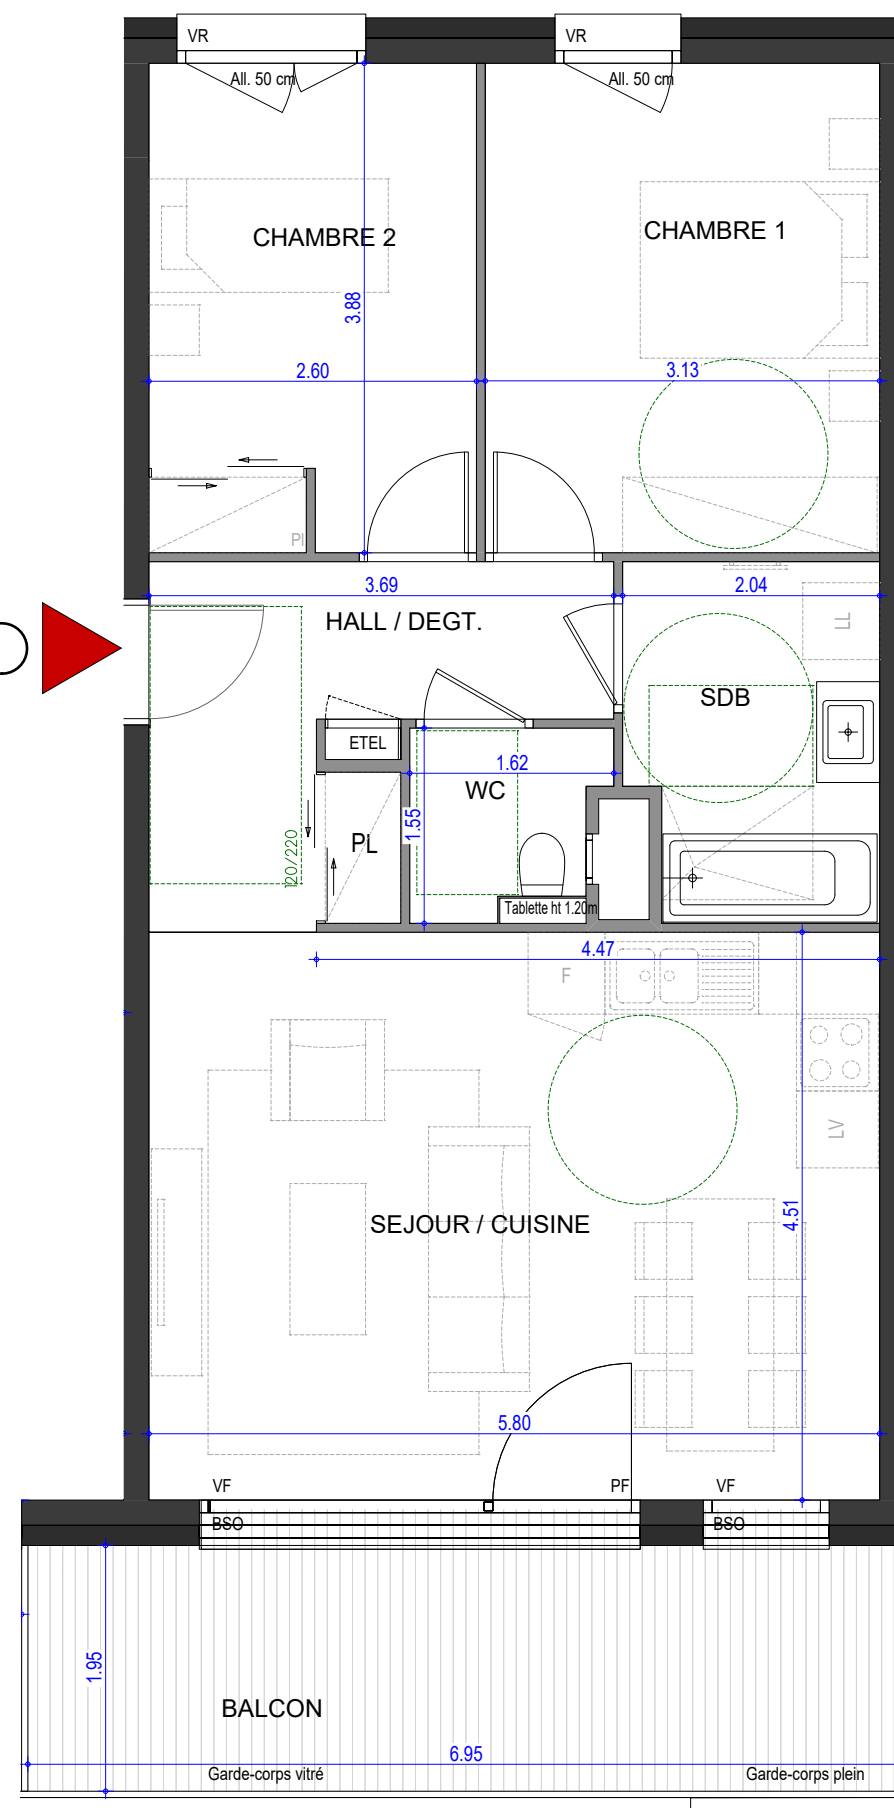 VR
VR
All. 50 cm
All. 50 cm
CHAMBRE 2
CHAMBRE 1
3.88
2.60
3.13
Pl
3.69
2.04
HALL / DEGT.
LL
SDB
ETEL
1.62
WC
1.55
PL
120/220
Tablette ht 1.20m
4.47
F
LV
4.51
SEJOUR / CUISINE
5.80
VF
PF
VF
BSO
BSO
1.95
BALCON
6.95
Garde-corps vitré
Garde-corps plein